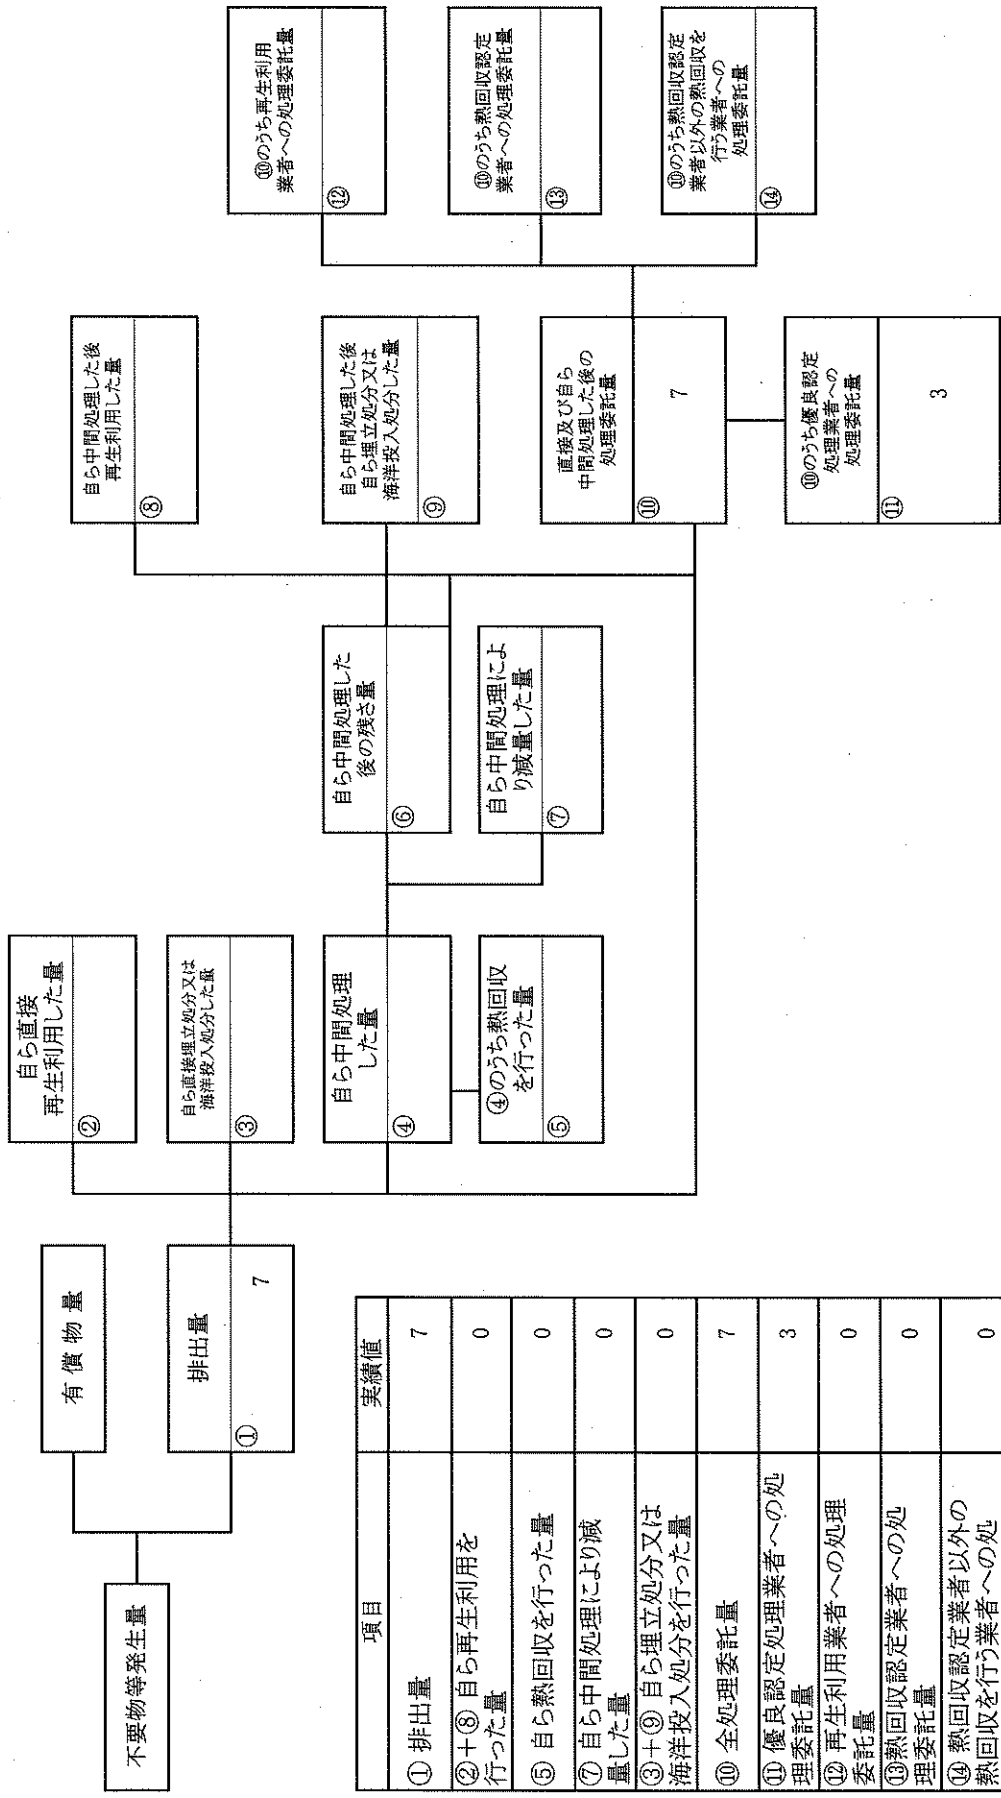 不要物等発生量
有償物量
排出量
①
7
自ら直接
再生利用した量
②
自ら直接埋立処分又は
海洋投入処分した量
③
自ら中間処理
した量
④
④のうち熱回収
を行った量
⑤
自ら中間処理した
後の残さ量
⑥
自ら中間処理によ
り減量した量
⑦
自ら中間処理した後
再生利用した量
⑧
自ら中間処理した後
自ら埋立処分又は
海洋投入処分した量
⑨
直接及び自ら
中間処理した後の
処理委託量
⑩
7
⑩のうち優良認定
処理業者への
処理委託量
⑪
3
⑩のうち再生利用
業者への処理委託量
⑫
⑩のうち熱回収認定
業者への処理委託量
⑬
⑩のうち熱回収認定
業者以外の熱回収を
行う業者への
処理委託量
⑭
項目 実績値
① 排出量 7
②+⑧ 自ら再生利用を
行った量 0
⑤ 自ら熱回収を行った量 0
⑦ 自ら中間処理により減
量した量 0
③+⑨ 自ら埋立処分又は
海洋投入処分を行った量 0
⑩ 全処理委託量 7
⑪ 優良認定処理業者への処
理委託量 3
⑫ 再生利用業者への処理
委託量 0
⑬熱回収認定業者への処
理委託量 0
⑭ 熱回収認定業者以外の
熱回収を行う業者への処 0